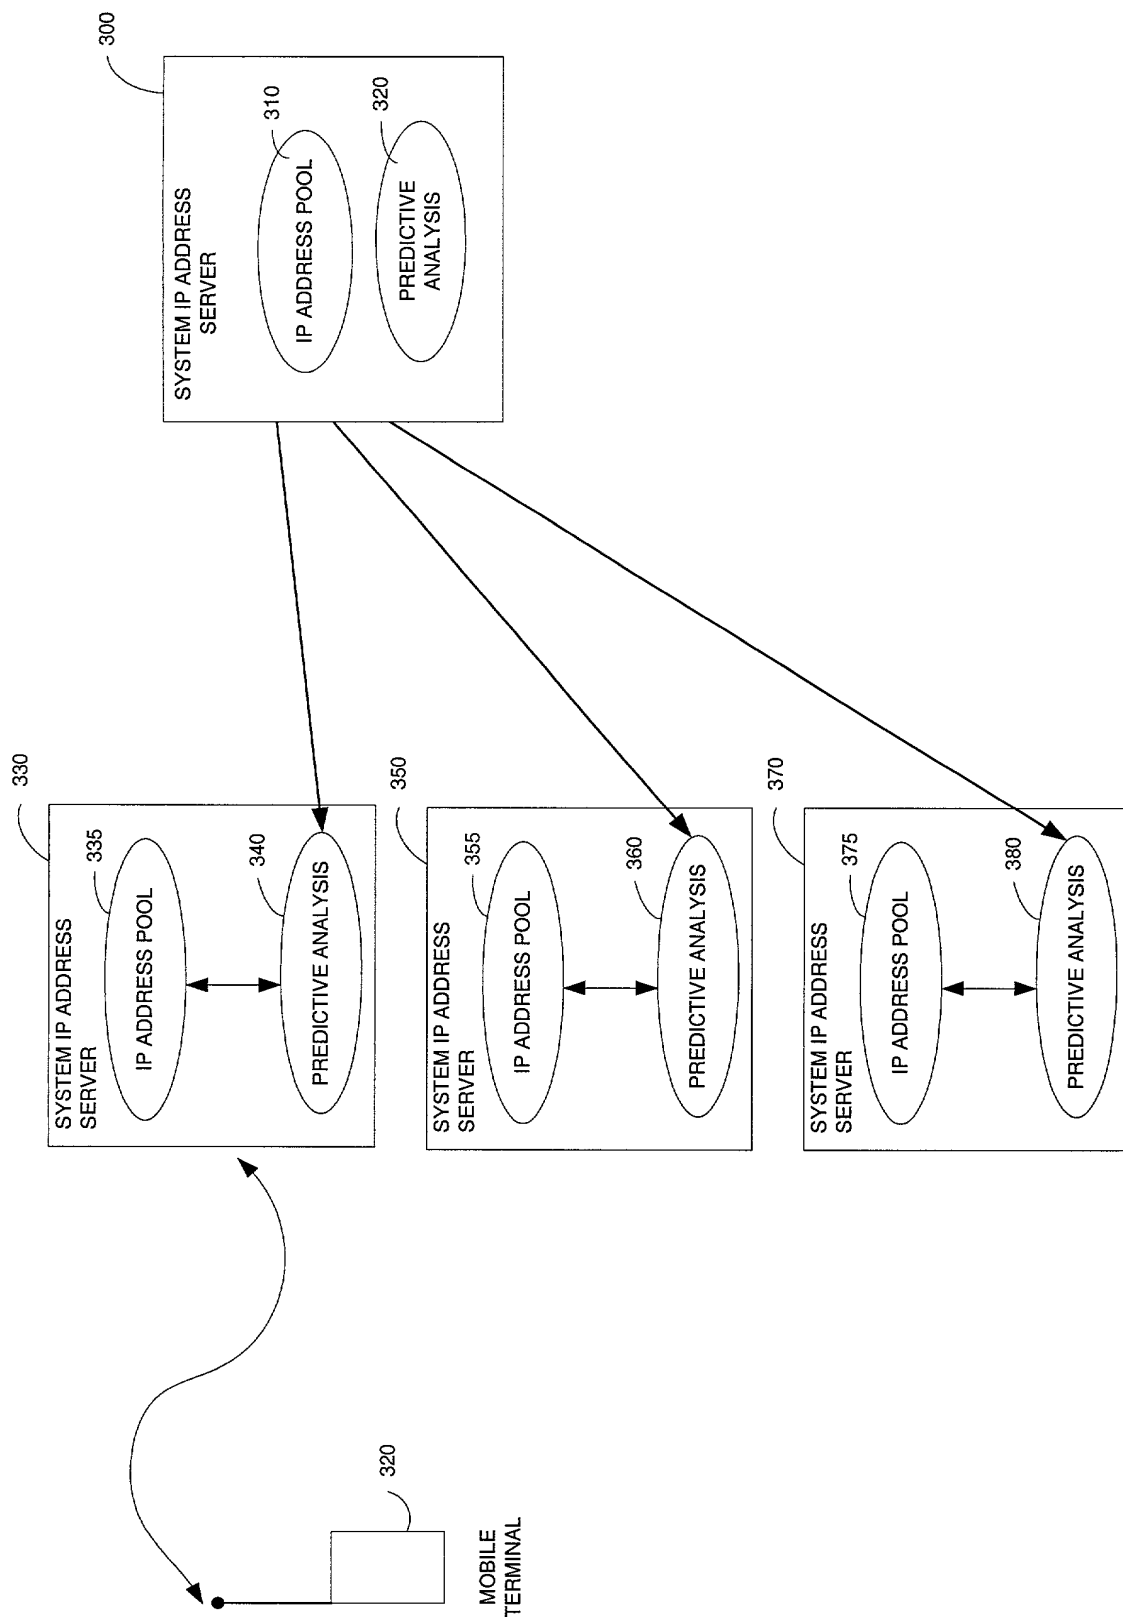 300
SYSTEM IP ADDRESS
SERVER
310
IP ADDRESS POOL
320
PREDICTIVE
ANALYSIS
330
SYSTEM IP ADDRESS
SERVER
335
IP ADDRESS POOL
340
PREDICTIVE ANALYSIS
350
SYSTEM IP ADDRESS
SERVER
355
IP ADDRESS POOL
360
PREDICTIVE ANALYSIS
370
SYSTEM IP ADDRESS
SERVER
375
IP ADDRESS POOL
380
PREDICTIVE ANALYSIS
320
MOBILE
TERMINAL